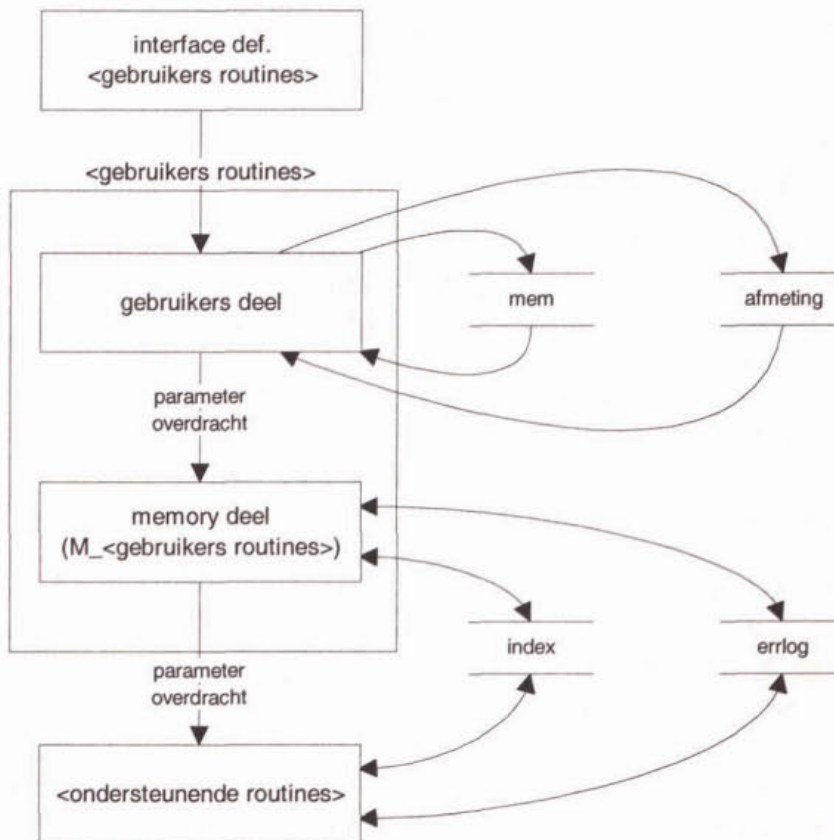 interface def.
<gebruikers routines>
<gebruikers routines>
gebruikers deel
mem
afmeting
parameter
overdracht
memory deel
(M_<gebruikers routines>)
index
errlog
parameter
overdracht
<ondersteunende routines>